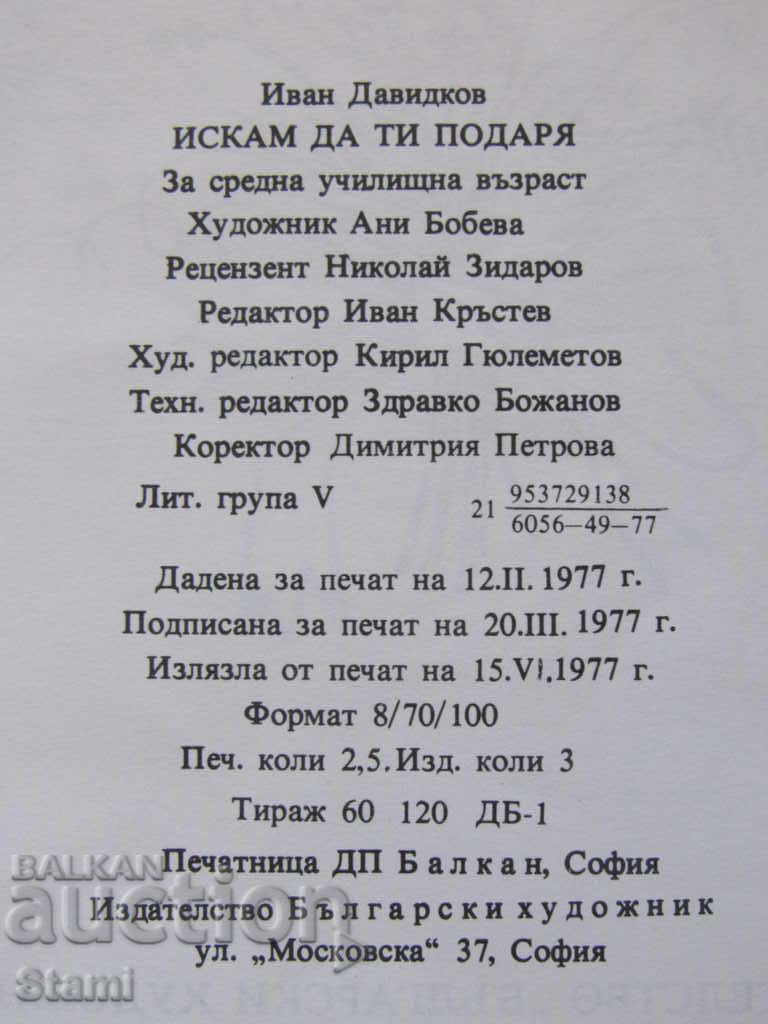 Иван Давидков
ИСКАМ ДА ТИ ПОДАРЯ
За средна училищна възраст
Художник Ани Бобева
Рецензент Николай Зидаров
Редактор Иван Кръстев
Худ. редактор Кирил Гюлеметов
Техн. редактор Здравко Божанов
Коректор Димитрия Петрова
Лит. група V 21 953729138
6056—49—77
Дадена за печат на 12.II. 1977 г.
Подписана за печат на 20.III. 1977 г.
Излязла от печат на 15.VI.1977 г.
Формат 8/70/100
Печ. коли 2,5. Изд. коли 3
Тираж 60 120 ДБ-1
Печатница ДП Балкан, София
Издателство Български художник
ул. „Московска“ 37, София
BALKAN
auction
Stami